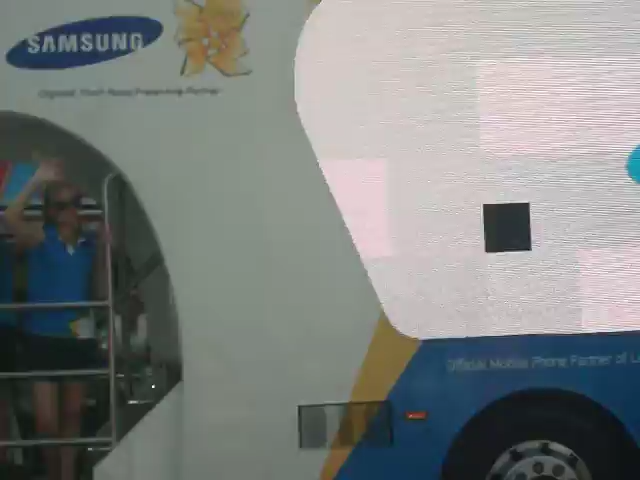 SAMSUNG
Olympic Torch Relay Presenting Partner
Official Mobile Phone Partner of L